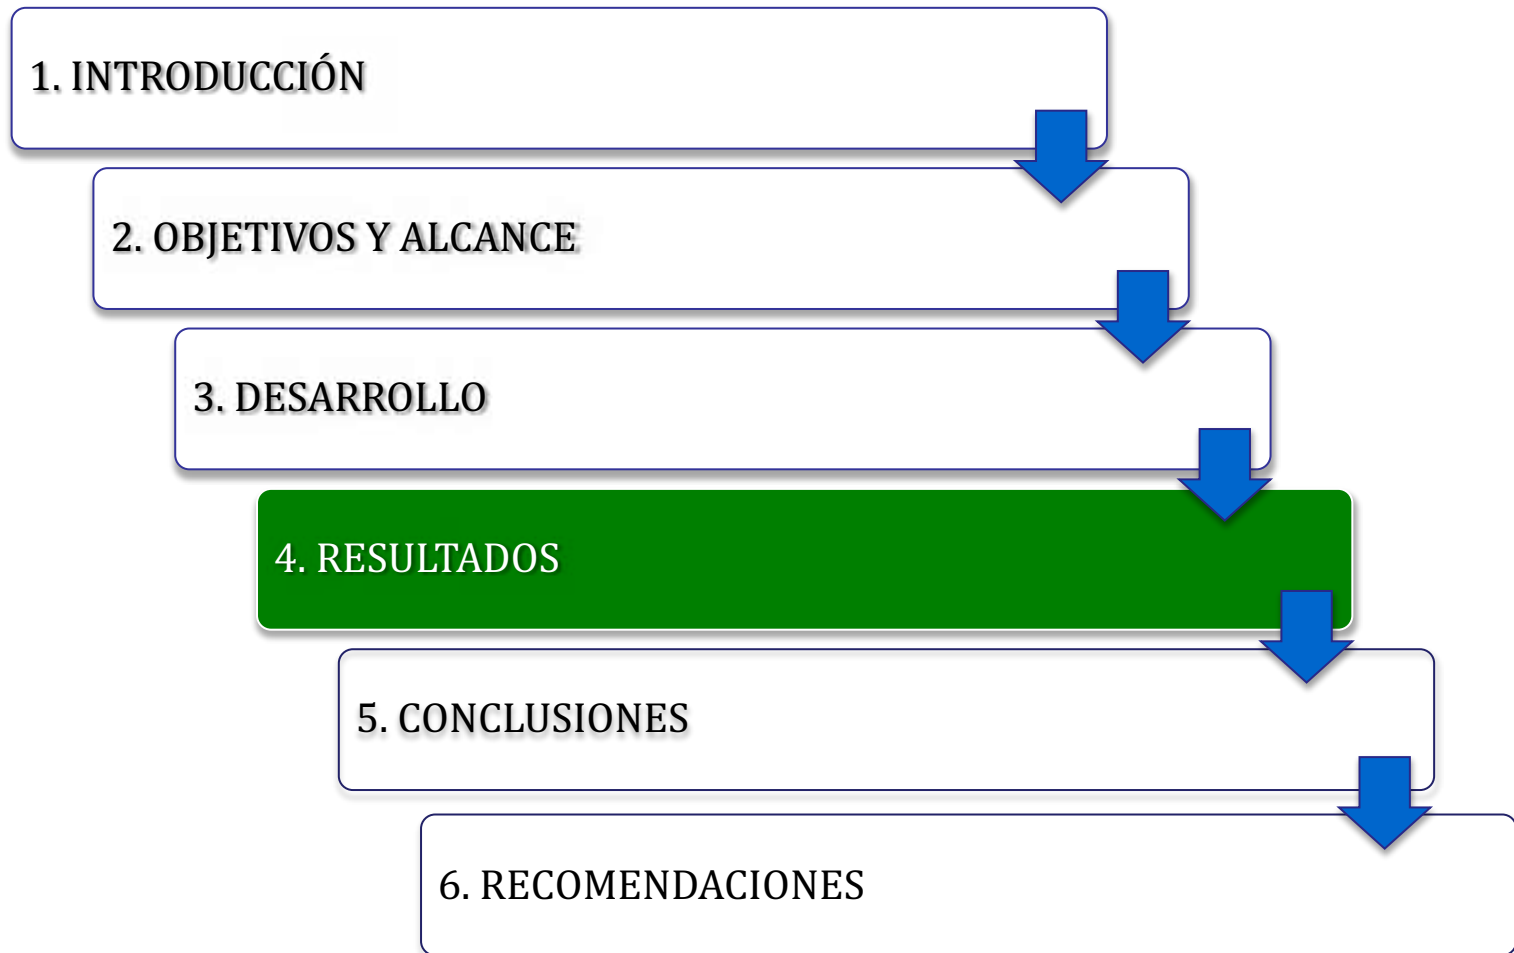 1. INTRODUCCIÓN
2. OBJETIVOS Y ALCANCE
3. DESARROLLO
4. RESULTADOS
5. CONCLUSIONES
6. RECOMENDACIONES